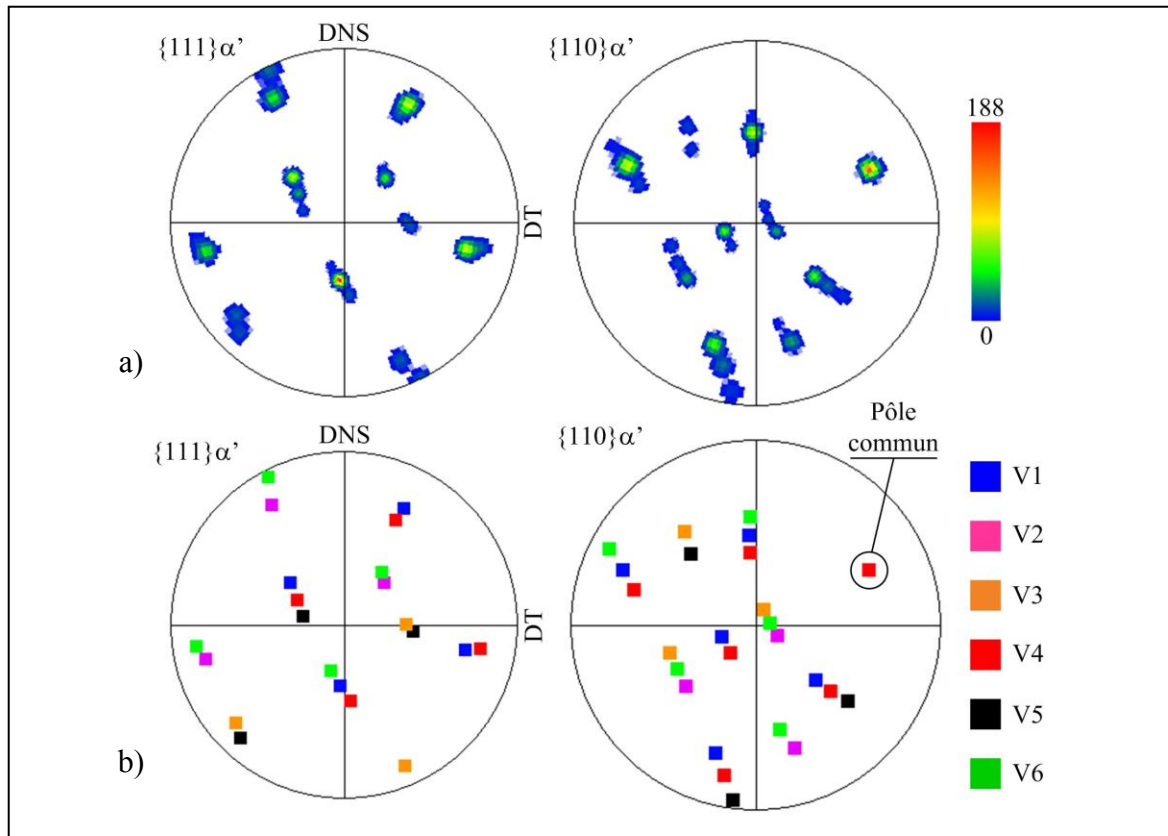 {111}α’
DNS
{110}α’
DT
188
0
a)
{111}α’
DNS
{110}α’
Pôle
commun
DT
V1
V2
V3
V4
V5
V6
b)